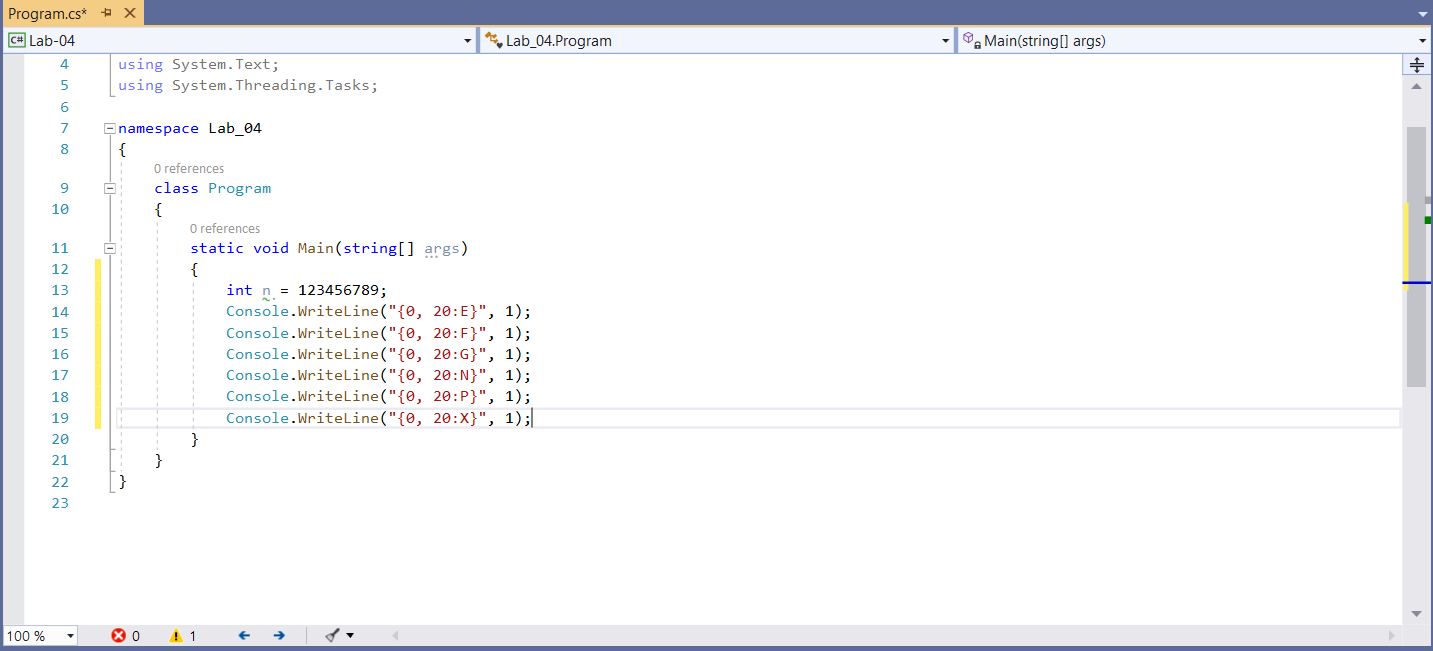 Program.cs*
C# Lab-04 Lab_04.Program Main(string[] args)
4 using System.Text;
5 using System.Threading.Tasks;
6
7 namespace Lab_04
8 {
0 references
9 class Program
10 {
0 references
11 static void Main(string[] args)
12 {
13 int n = 123456789;
14 Console.WriteLine("{0, 20:E}", 1);
15 Console.WriteLine("{0, 20:F}", 1);
16 Console.WriteLine("{0, 20:G}", 1);
17 Console.WriteLine("{0, 20:N}", 1);
18 Console.WriteLine("{0, 20:P}", 1);
19 Console.WriteLine("{0, 20:X}", 1);
20 }
21 }
22 }
23
100 % 0 1